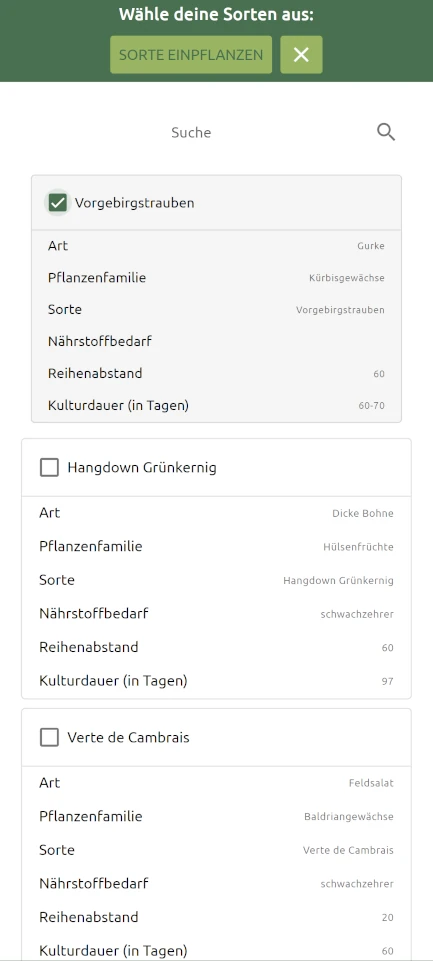 Wähle deine Sorten aus:
SORTE EINPFLANZEN
Suche
Vorgebirgstrauben
Art Gurke
Pflanzenfamilie Kürbisgewächse
Sorte Vorgebirgstrauben
Nährstoffbedarf
Reihenabstand 60
Kulturdauer (in Tagen) 60-70
Hangdown Grünkernig
Art Dicke Bohne
Pflanzenfamilie Hülsenfrüchte
Sorte Hangdown Grünkernig
Nährstoffbedarf schwachzehrer
Reihenabstand 60
Kulturdauer (in Tagen) 97
Verte de Cambrais
Art Feldsalat
Pflanzenfamilie Baldriangewächse
Sorte Verte de Cambrais
Nährstoffbedarf schwachzehrer
Reihenabstand 20
Kulturdauer (in Tagen) 60